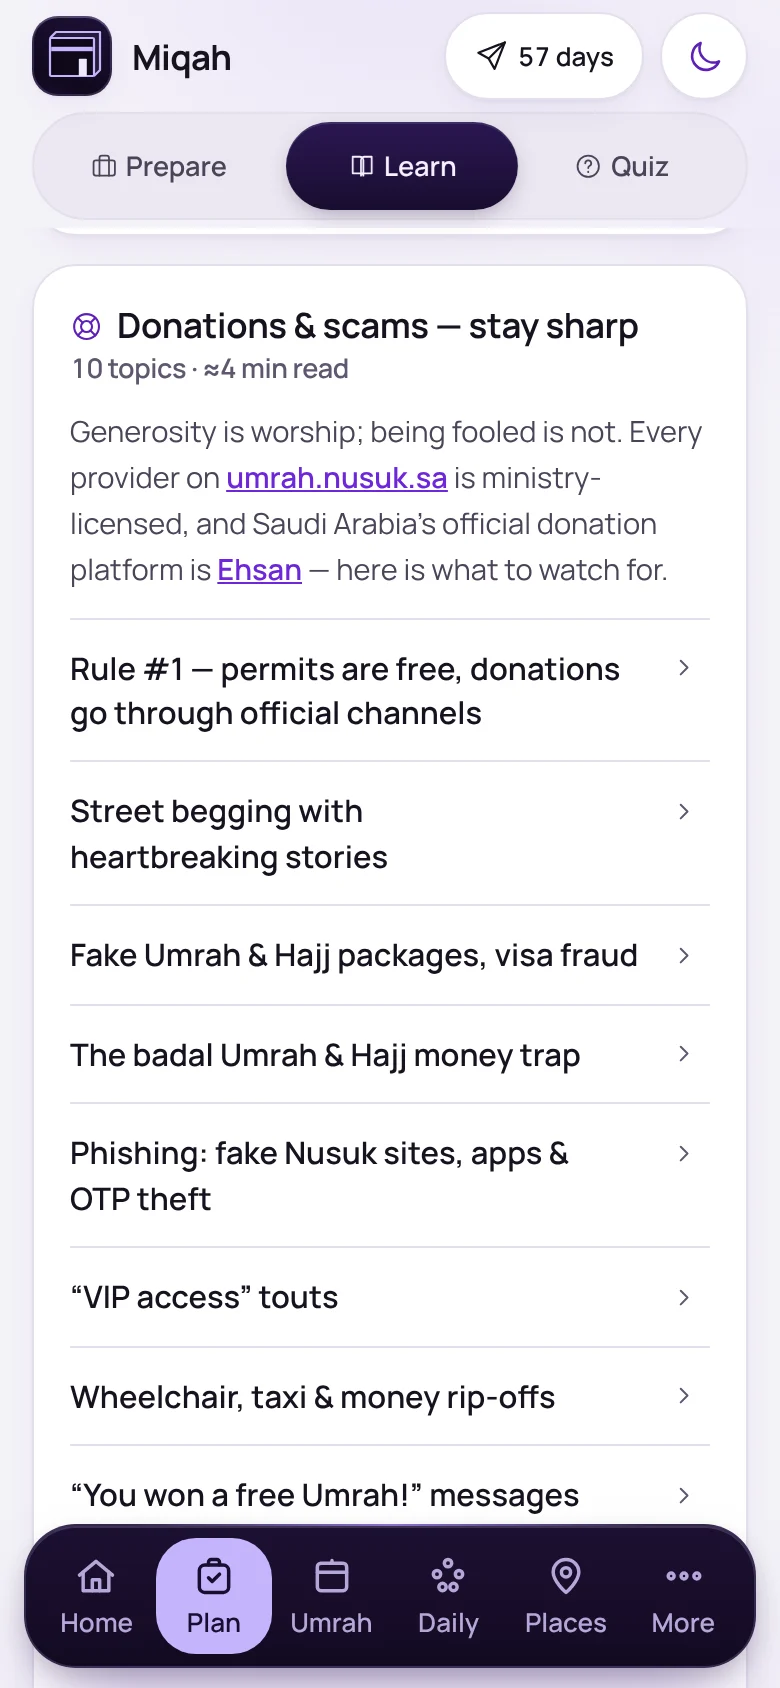 Miqah
57 days
Prepare
Learn
Quiz
Donations & scams — stay sharp
10 topics · ≈4 min read
Generosity is worship; being fooled is not. Every
provider on umrah.nusuk.sa is ministry-
licensed, and Saudi Arabia’s official donation
platform is Ehsan — here is what to watch for.
Rule #1 — permits are free, donations
go through official channels
Street begging with
heartbreaking stories
Fake Umrah & Hajj packages, visa fraud
The badal Umrah & Hajj money trap
Phishing: fake Nusuk sites, apps &
OTP theft
“VIP access” touts
Wheelchair, taxi & money rip-offs
“You won a free Umrah!” messages
Home
Plan
Umrah
Daily
Places
More